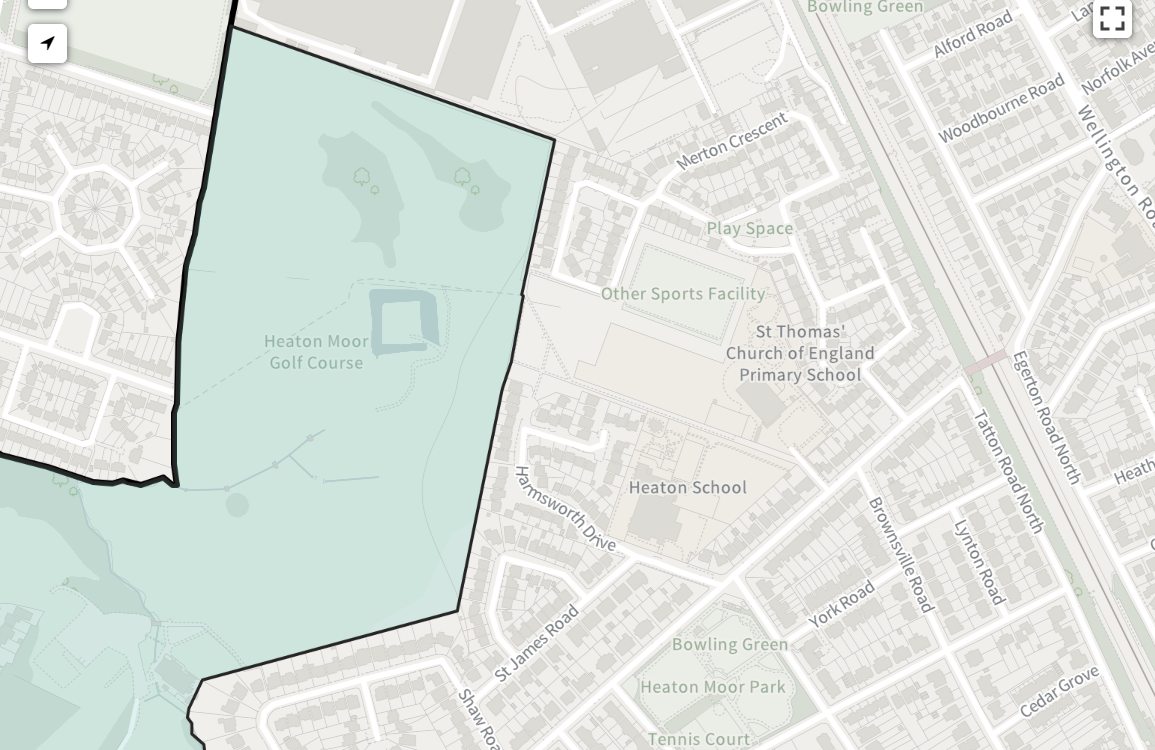 Bowling Green
Alford Road
Norfolk Ave
Woodbourne Road
Wellington Ro
Merton Crescent
Play Space
Other Sports Facility
St Thomas'
Church of England
Primary School
Heaton Moor
Golf Course
Egerton Road North
Tatton Road North
Heaton School
Harmsworth Drive
Heath
Brownsville Road
Lynton Road
York Road
St James Road
Bowling Green
Heaton Moor Park
Shaw Roa
Cedar Grove
Tennis Court